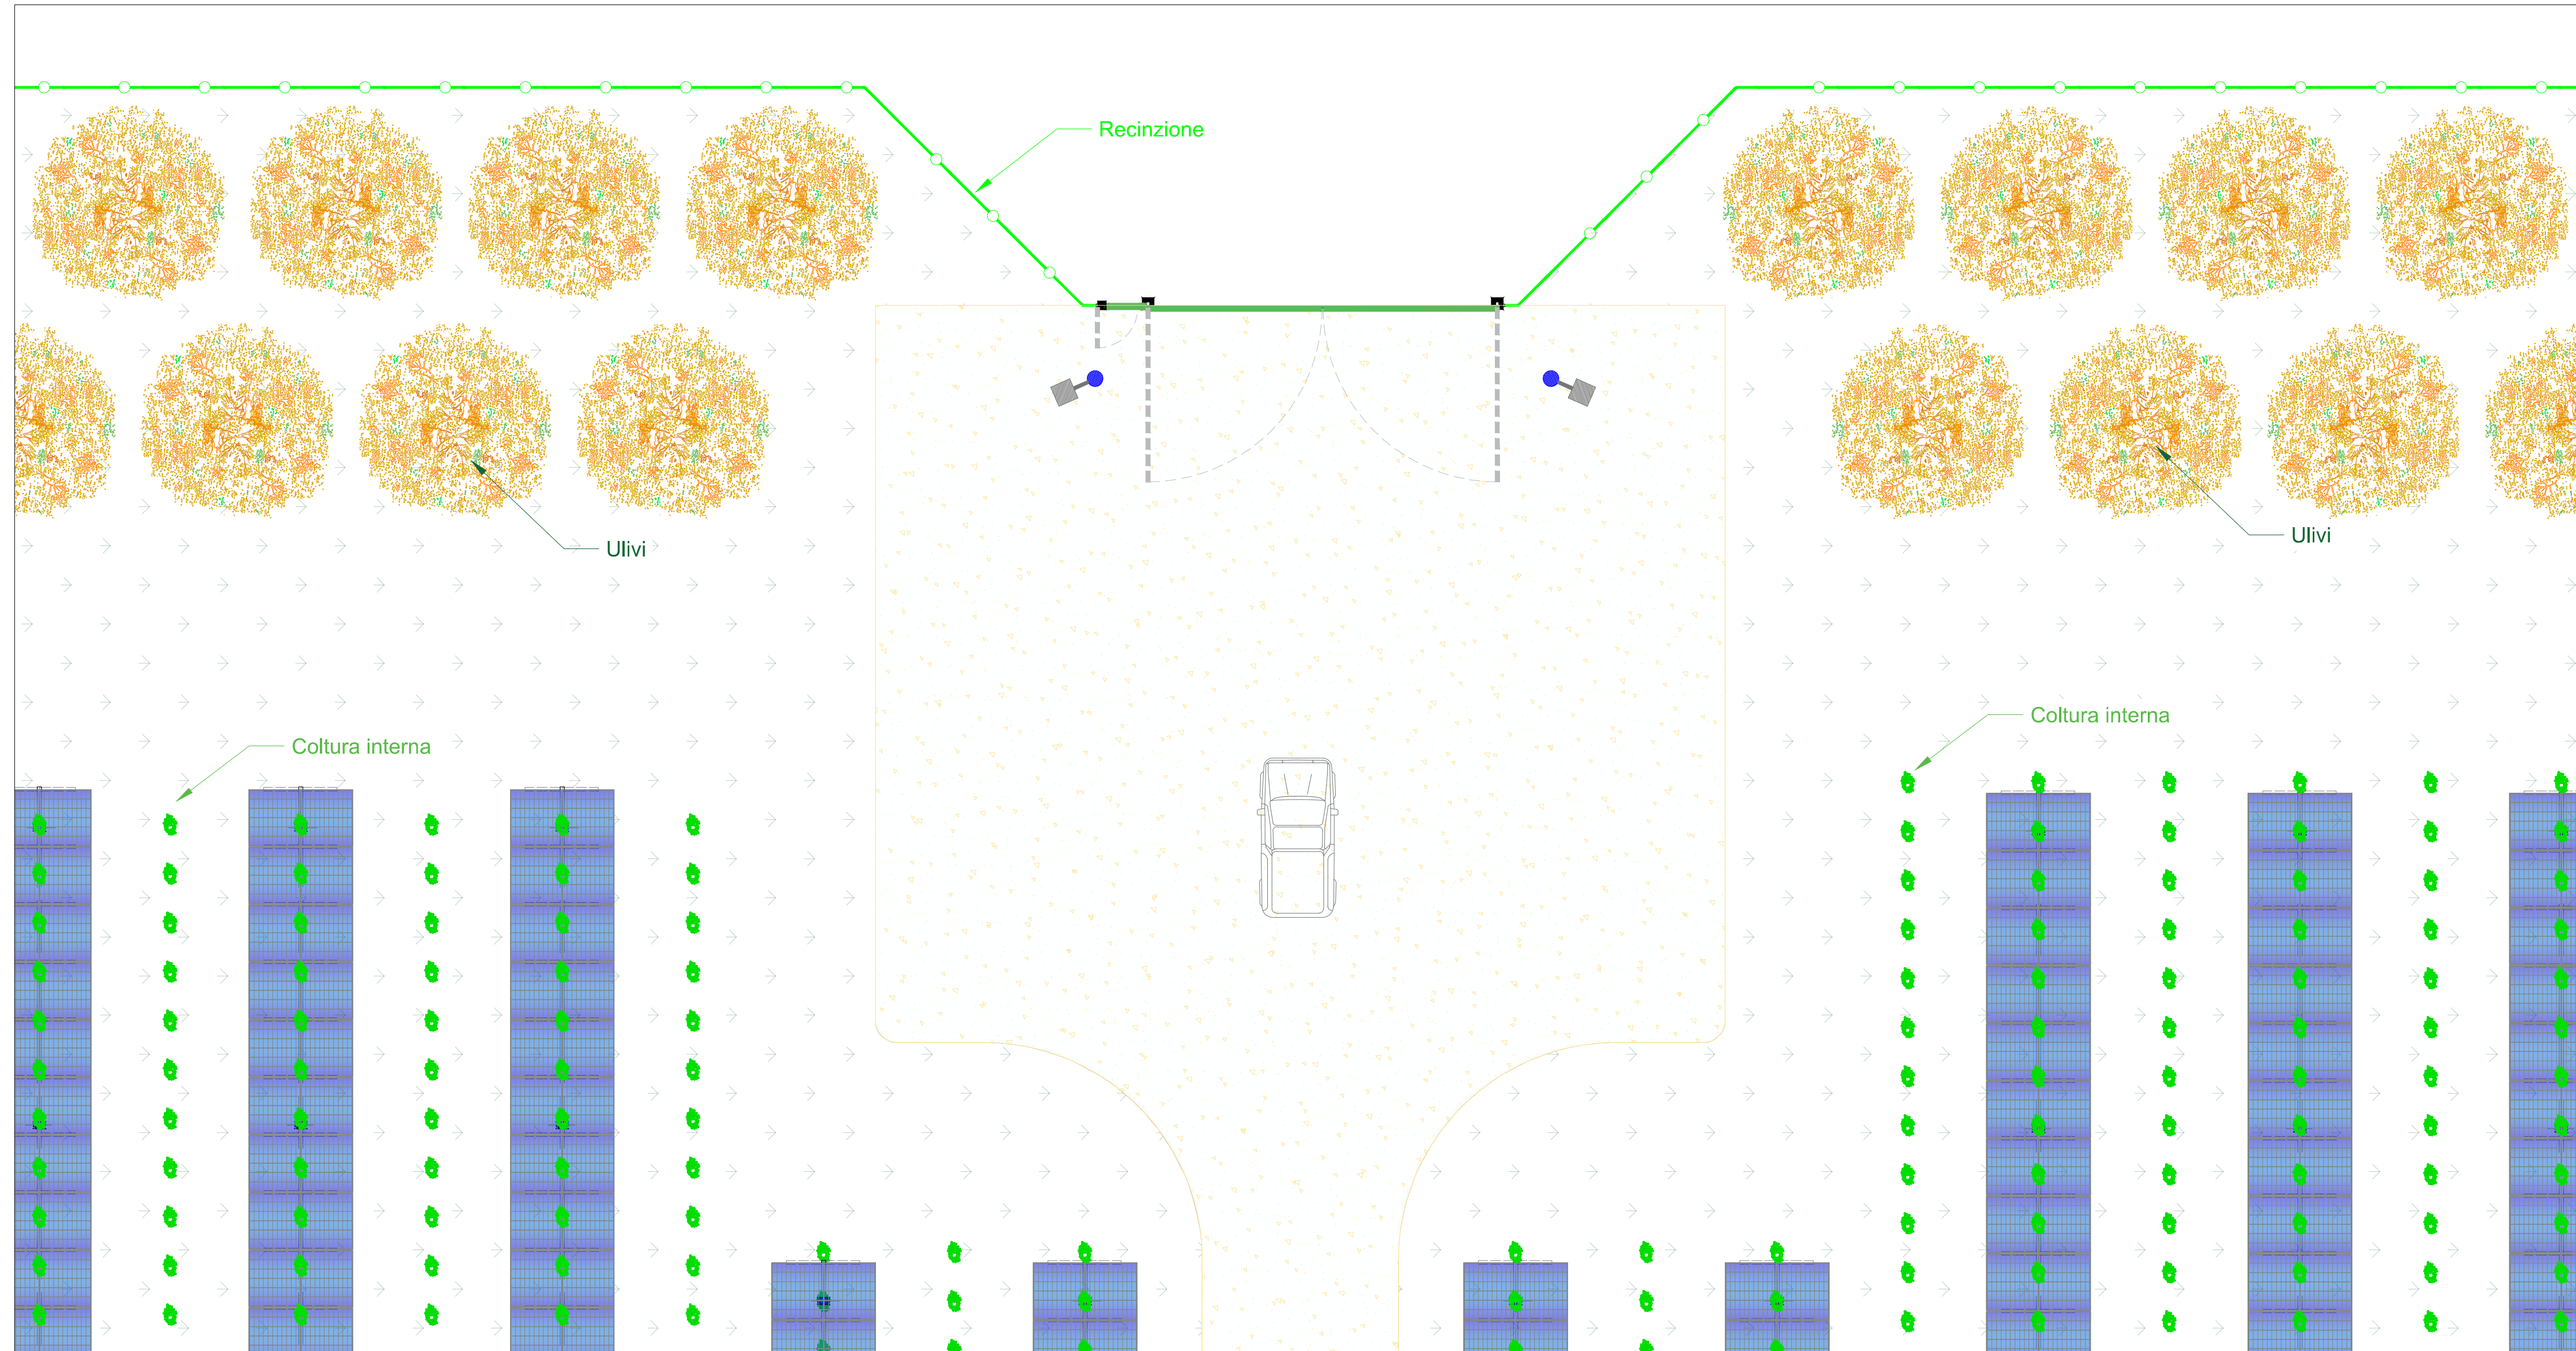 Recinzione
Ulivi
Ulivi
Coltura interna
Coltura interna